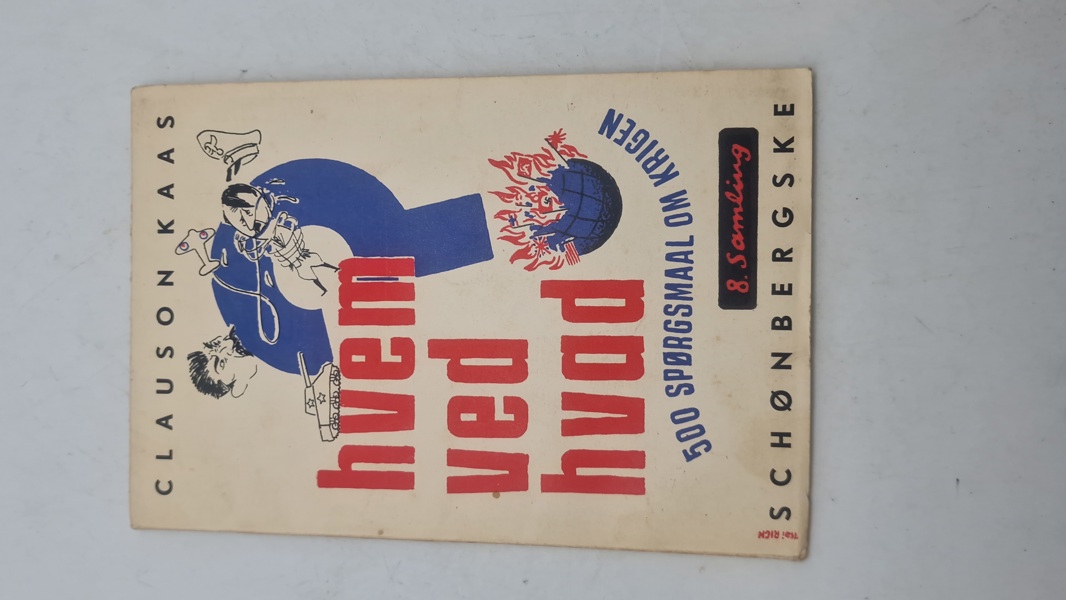 CLAUSON KAAS
hvem
ved
hvad
500 SPØRGSMAAL OM KRIGEN
8. Samling
SCHØNBERGSKE